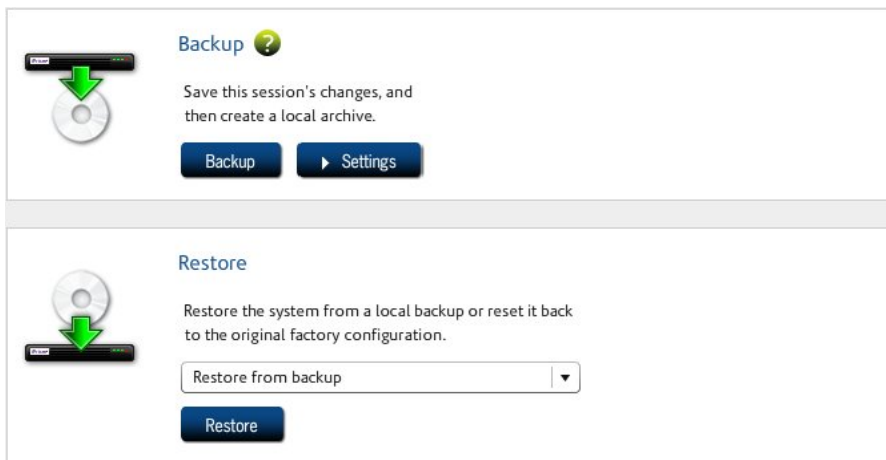 Backup ?
Save this session's changes, and
then create a local archive.
Backup Settings
Restore
Restore the system from a local backup or reset it back
to the original factory configuration.
Restore from backup
Restore